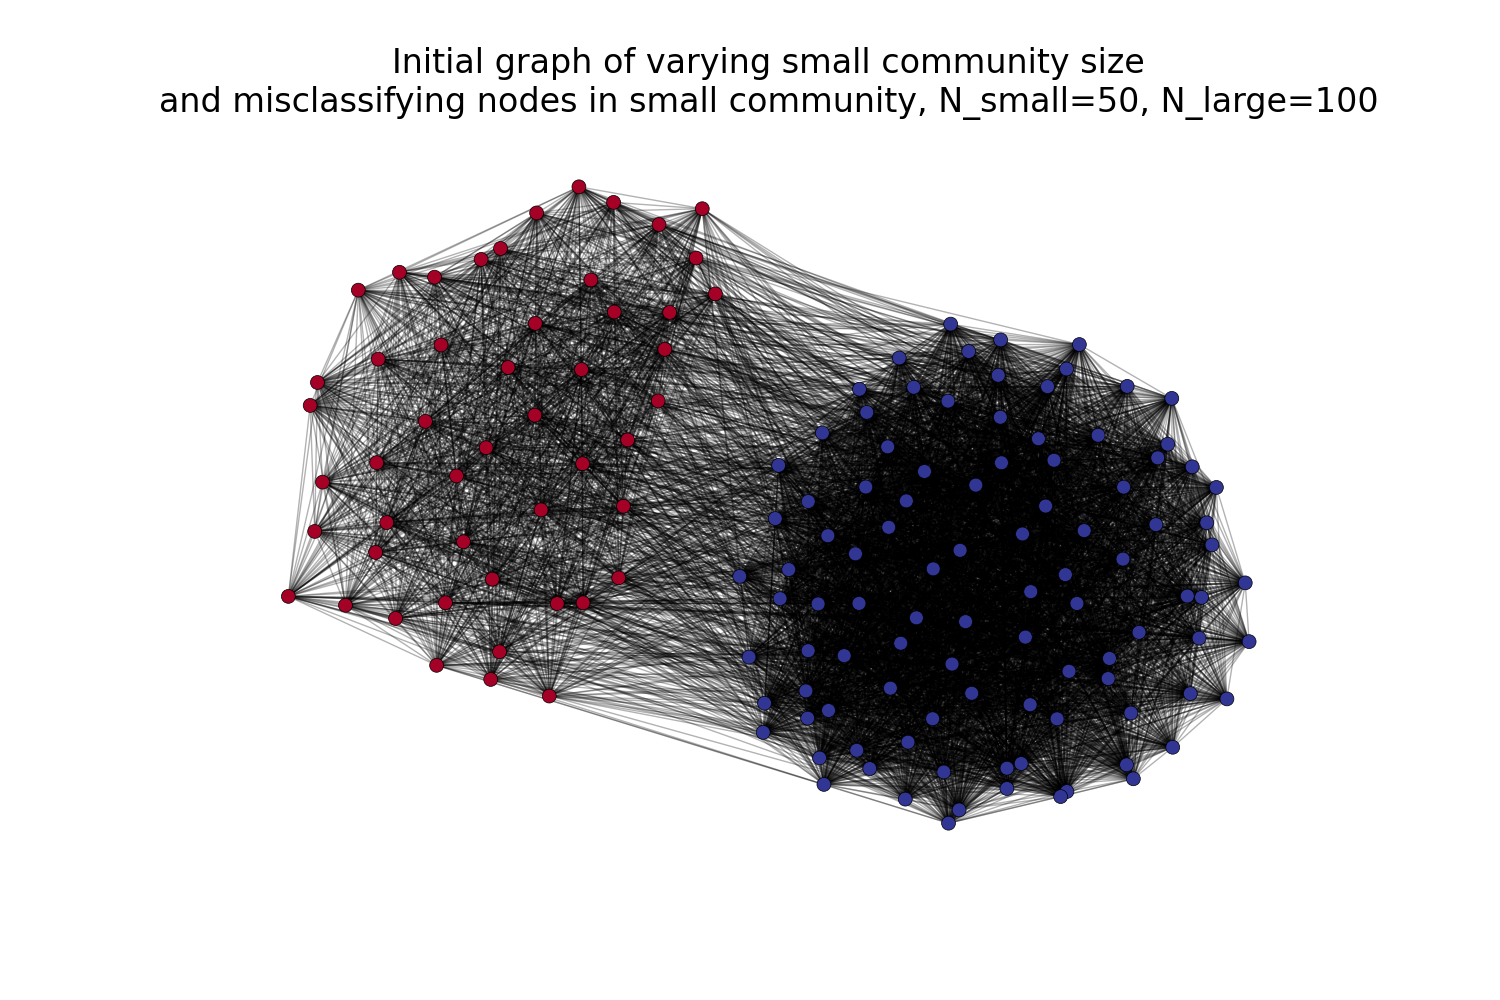 Initial graph of varying small community size
and misclassifying nodes in small community, N_small=50, N_large=100